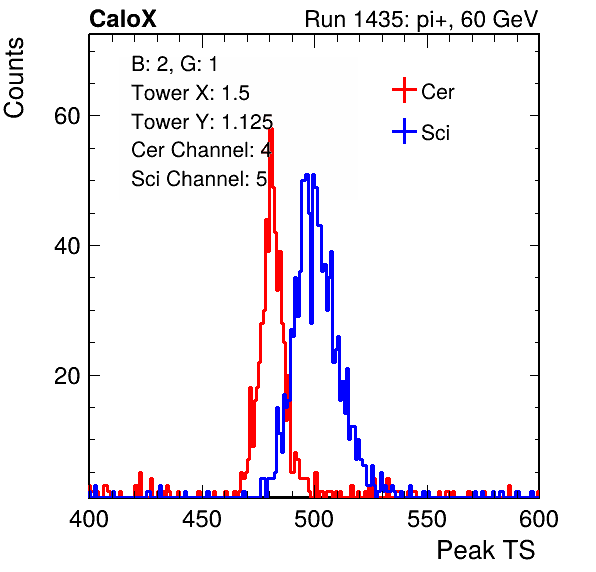 CaloX Run 1435: pi+, 60 GeV
Counts
B: 2, G: 1
Tower X: 1.5
Tower Y: 1.125
Cer Channel: 4
Sci Channel: 5
Cer
Sci
60
40
20
400 450 500 550 600
Peak TS